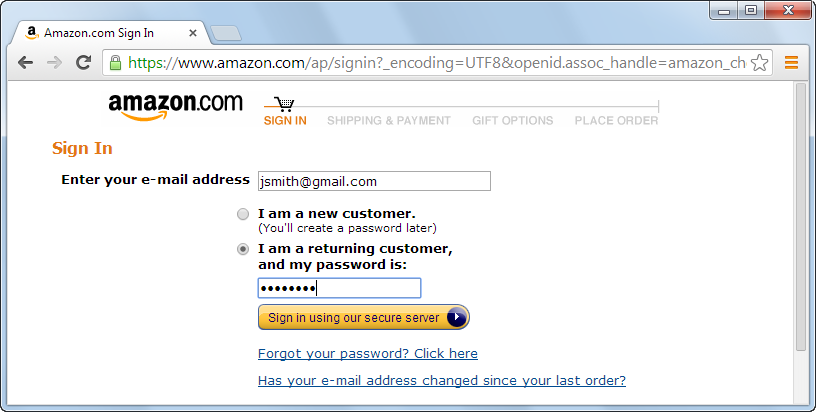 Amazon.com Sign In
https://www.amazon.com/ap/signin?_encoding=UTF8&openid.assoc_handle=amazon_ch
amazon.com
SIGN IN SHIPPING & PAYMENT GIFT OPTIONS PLACE ORDER
Sign In
Enter your e-mail address jsmith@gmail.com
I am a new customer.
(You'll create a password later)
I am a returning customer,
and my password is:
••••••••
Sign in using our secure server
Forgot your password? Click here
Has your e-mail address changed since your last order?